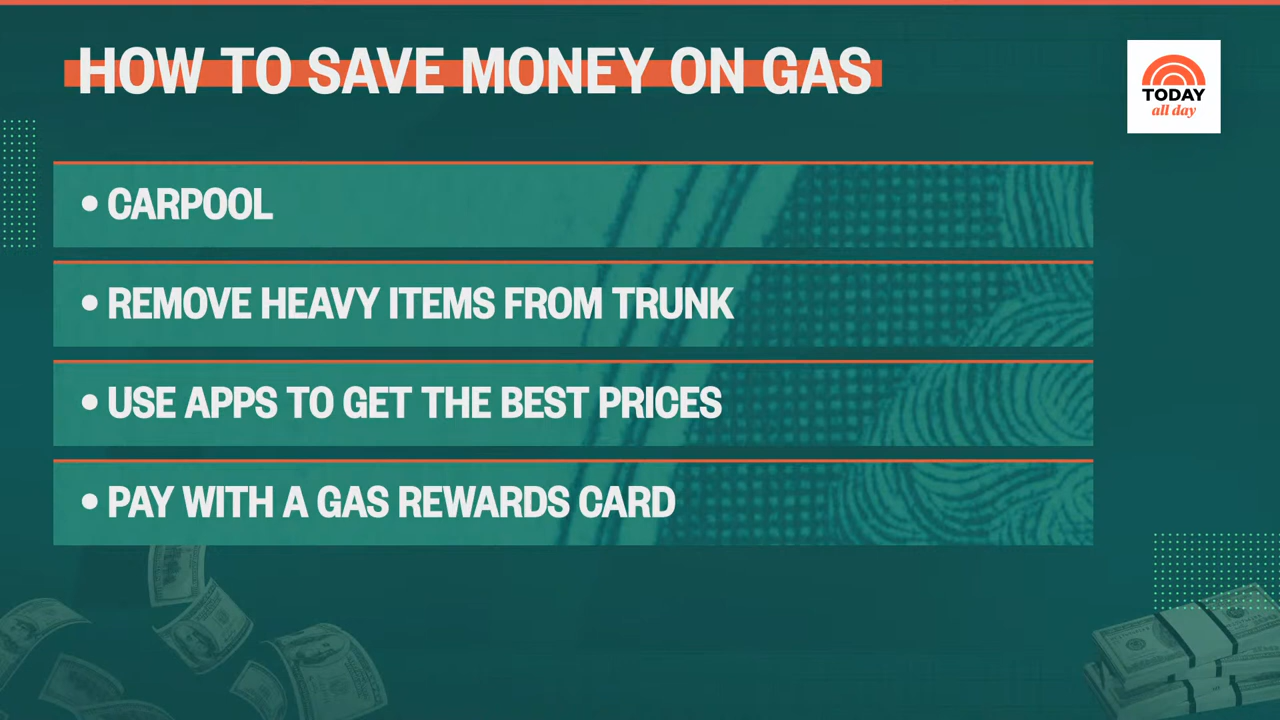 HOW TO SAVE MONEY ON GAS
TODAY
all day
• CARPOOL
• REMOVE HEAVY ITEMS FROM TRUNK
• USE APPS TO GET THE BEST PRICES
• PAY WITH A GAS REWARDS CARD